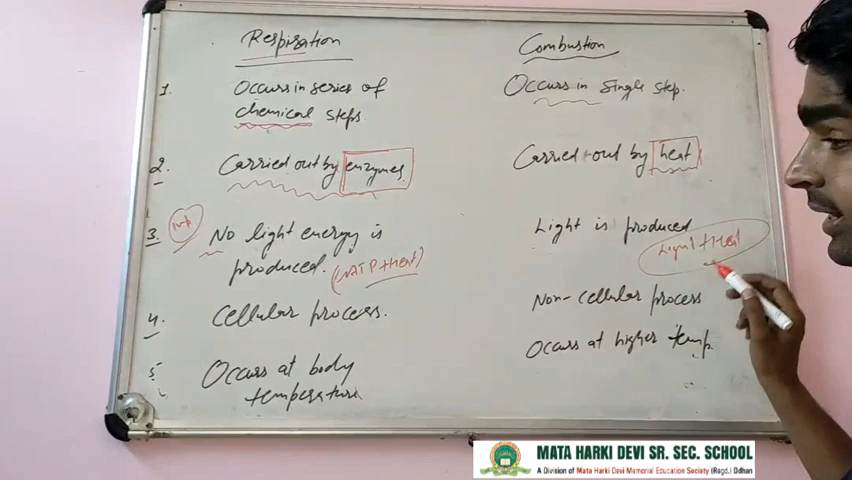 Respiration
Combustion
1.
Occurs in series of
chemical steps.
Occurs in single step.
2.
Carried out by enzymes.
Carried out by heat
3.
Imp
No light energy is
produced. (ATP + Heat)
Light is produced
Light + Heat
4.
Cellular process.
Non-cellular process
5
Occurs at body
temperature
Occurs at higher temp.
MATA HARKI DEVI SR. SEC. SCHOOL
A Division of Mata Harki Devi Memorial Education Society (Regd.) Odhan